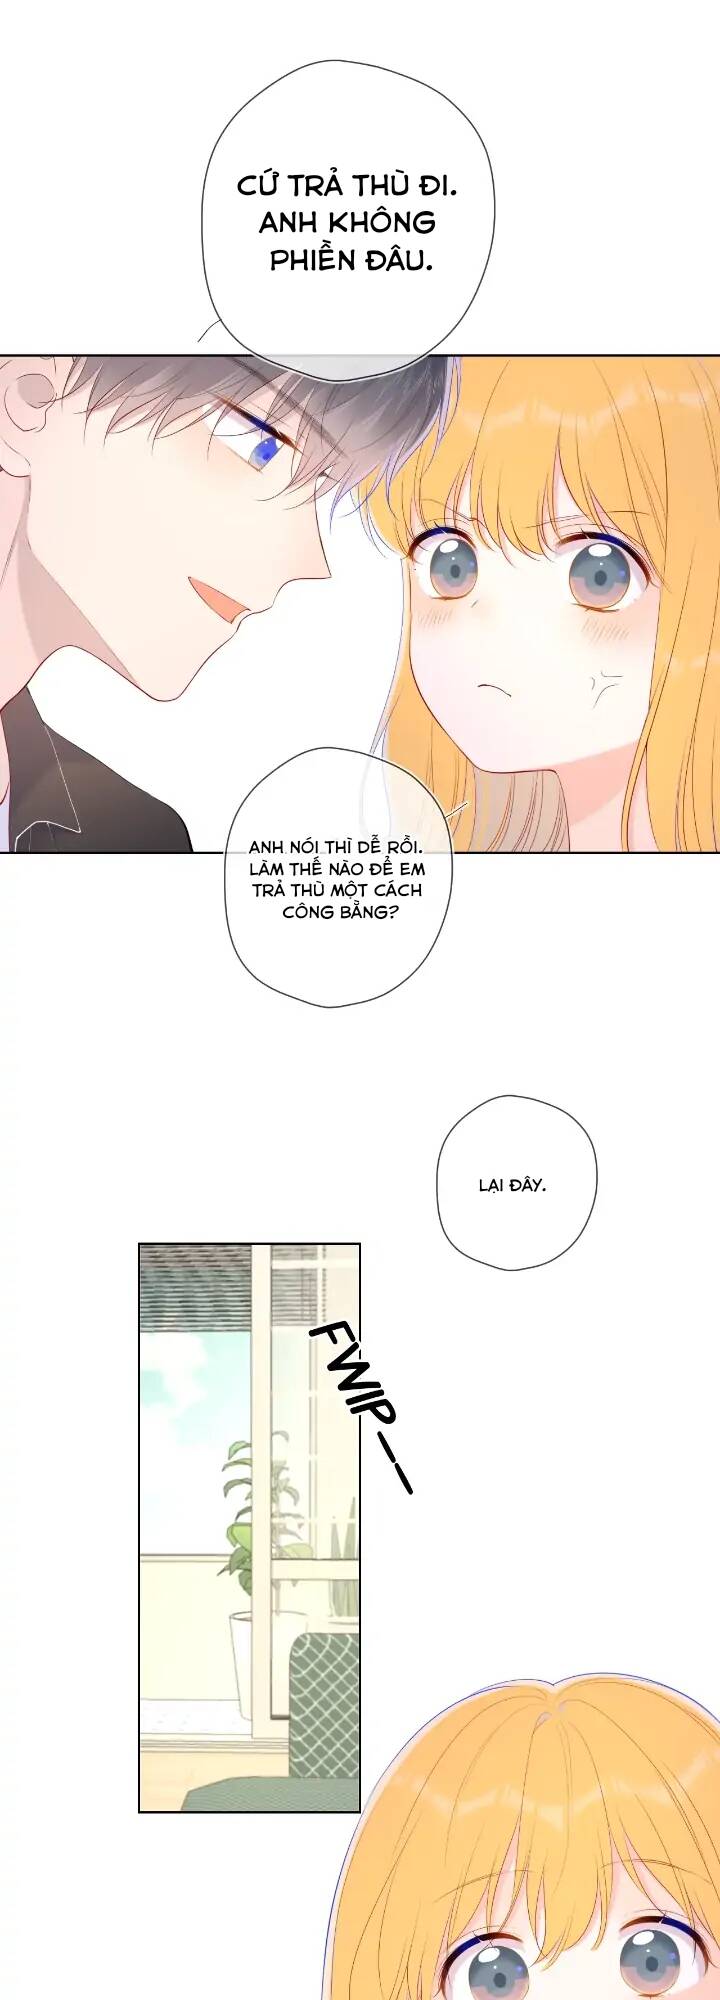 CỨ TRẢ THÙ ĐI.
ANH KHÔNG
PHIỀN ĐÂU.
ANH NÓI THÌ DỄ RỒI.
LÀM THẾ NÀO ĐỂ EM
TRẢ THÙ MỘT CÁCH
CÔNG BẰNG?
LẠI ĐÂY.
FWIP——